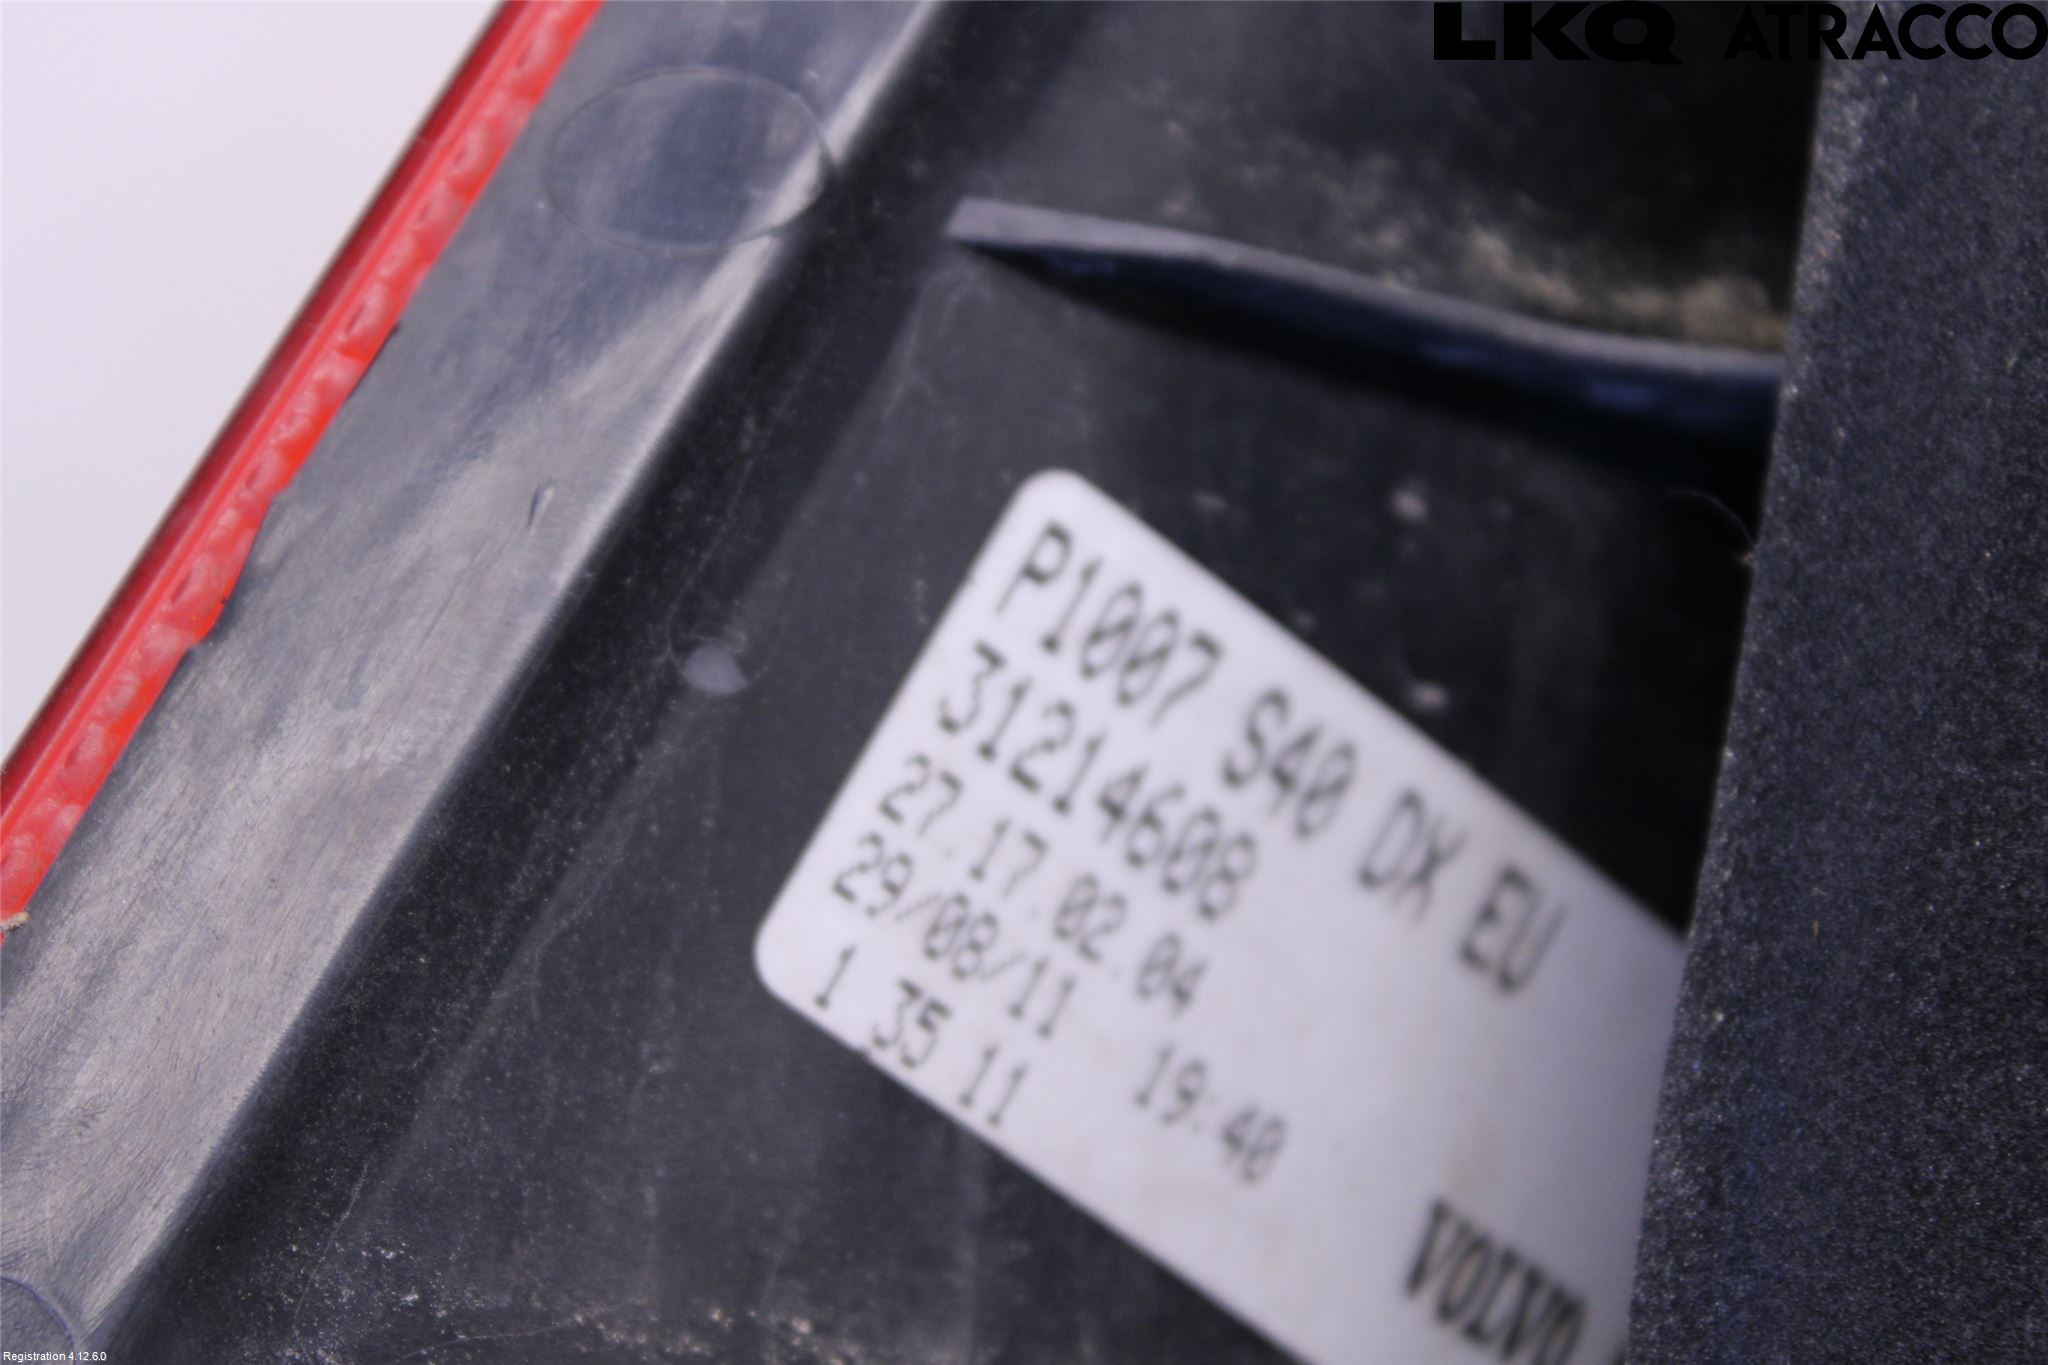 LKQ ATRACCO
P1007 S40 DX EU
31214608
27.17.02.04
29/08/11 19:40
1 35 11
VOLVO
Registration 4.12.6.0